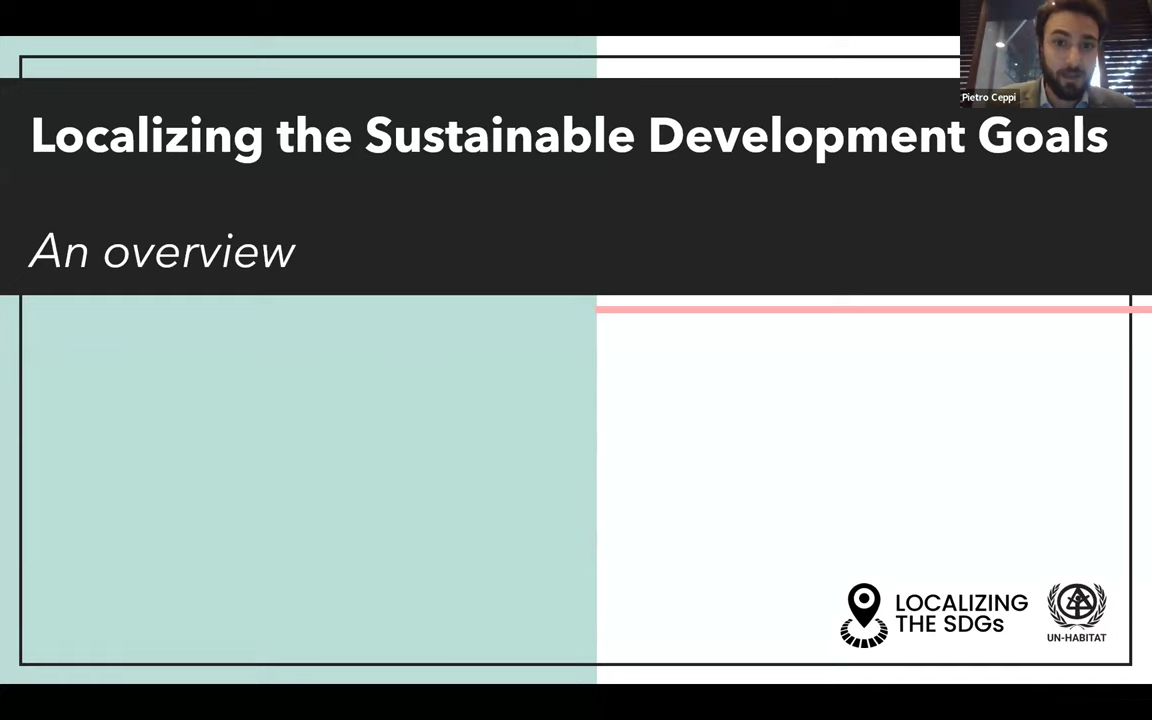 Pietro Ceppi
Localizing the Sustainable Development Goals
An overview
LOCALIZING
THE SDGs
UN-HABITAT